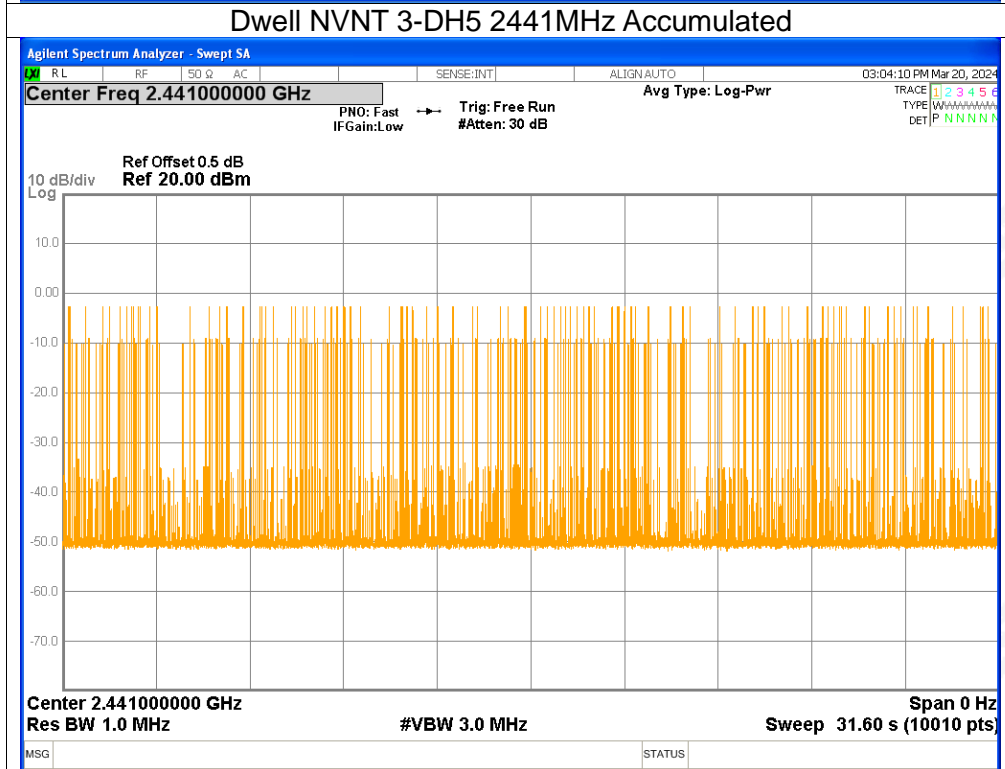 Dwell NVNT 3-DH5 2441MHz Accumulated
Agilent Spectrum Analyzer - Swept SA
LXI RL RF 50 Ω AC SENSE:INT ALIGN AUTO 03:04:10 PM Mar 20, 2024
Center Freq 2.441000000 GHz Avg Type: Log-Pwr TRACE 1 2 3 4 5 6
PNO: Fast Trig: Free Run TYPE
IFGain:Low #Atten: 30 dB DET P N N N N N
Ref Offset 0.5 dB
10 dB/div Ref 20.00 dBm
Log
10.0
0.00
-10.0
-20.0
-30.0
-40.0
-50.0
-60.0
-70.0
Center 2.441000000 GHz Span 0 Hz
Res BW 1.0 MHz #VBW 3.0 MHz Sweep 31.60 s (10010 pts)
MSG STATUS